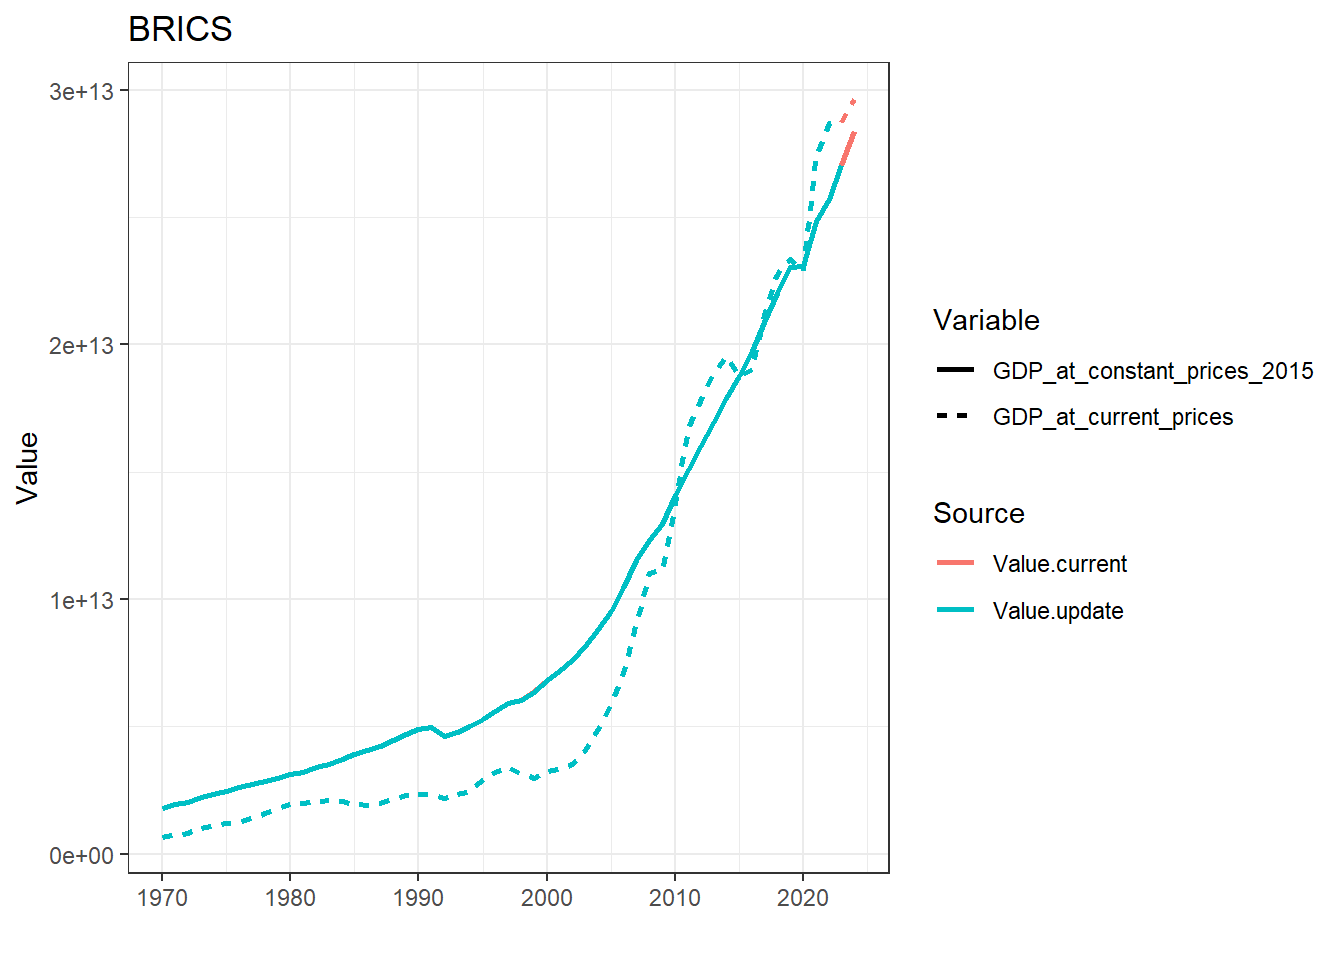 BRICS
3e+13
2e+13
1e+13
0e+00
Value
1970 1980 1990 2000 2010 2020
Variable
GDP_at_constant_prices_2015
GDP_at_current_prices
Source
Value.current
Value.update